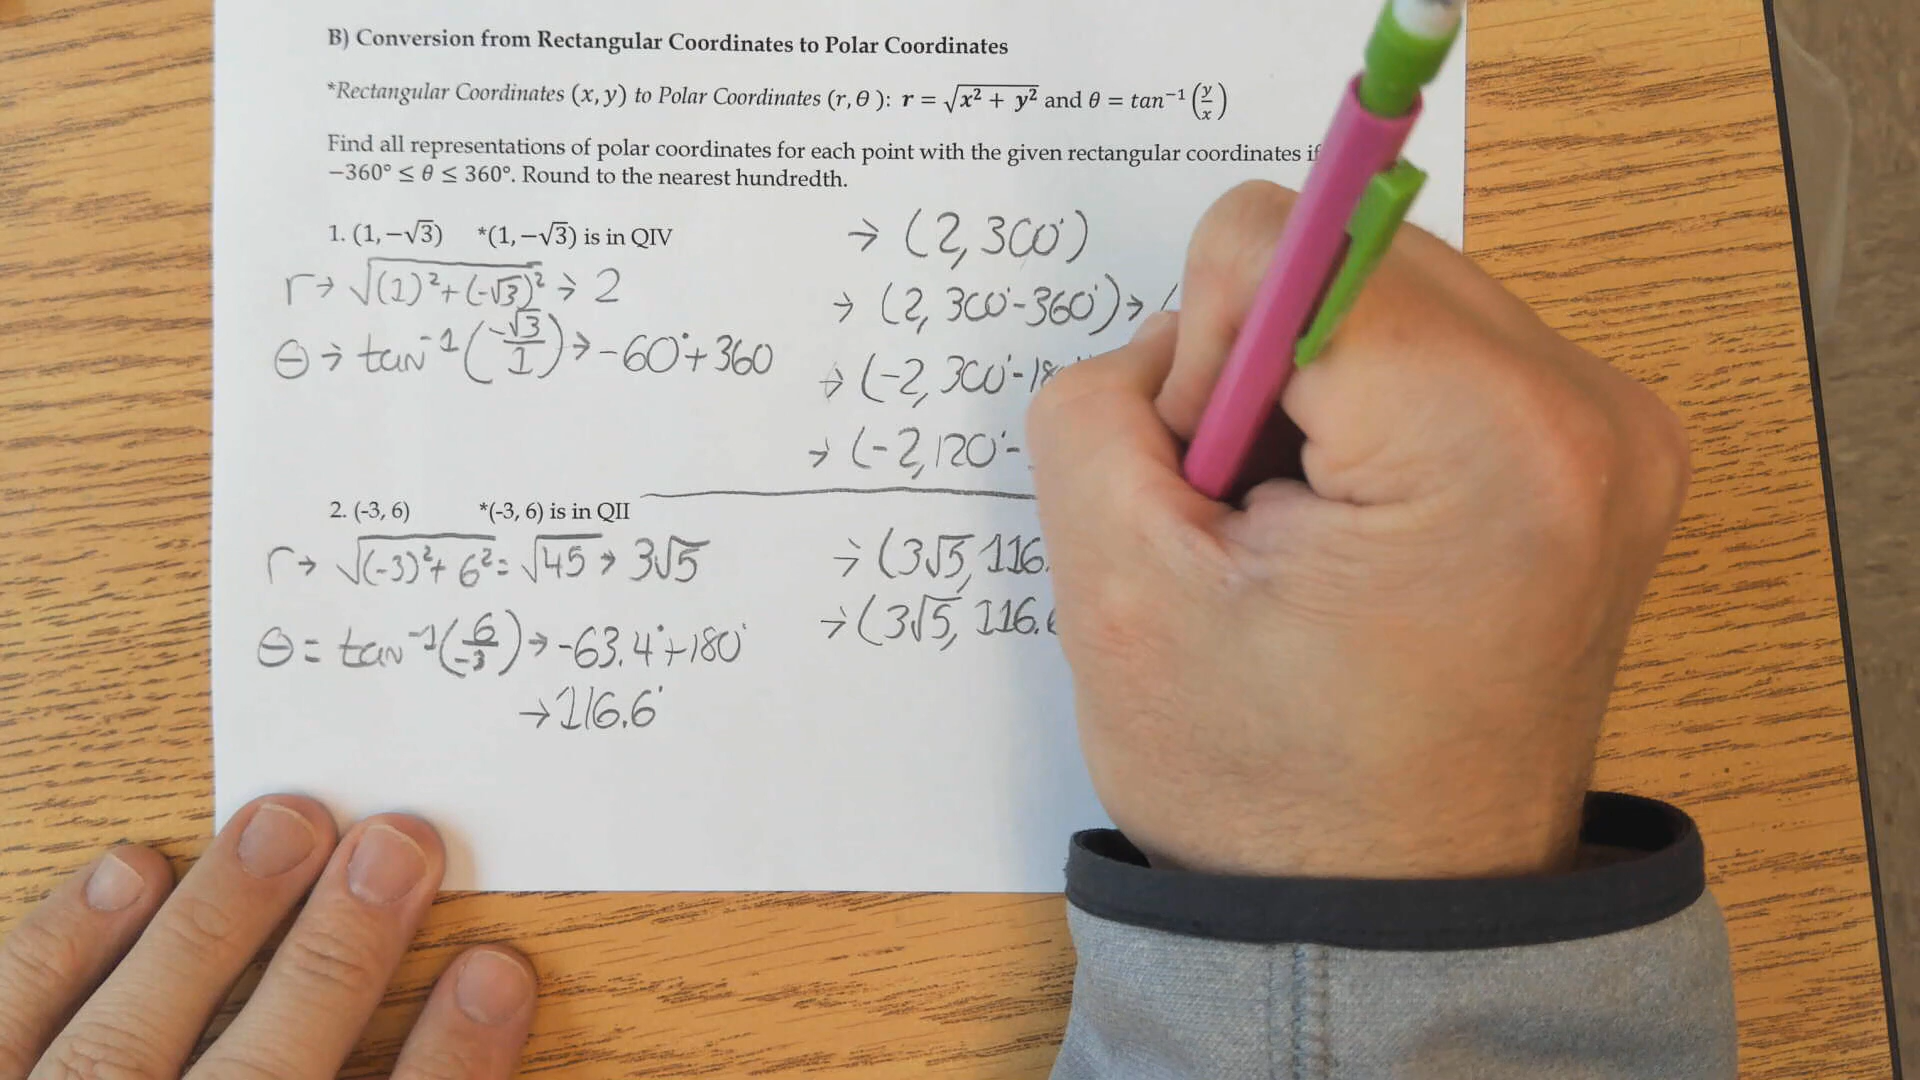 B) Conversion from Rectangular Coordinates to Polar Coordinates
*Rectangular Coordinates (x, y) to Polar Coordinates (r, θ ): r = √x² + y² and θ = tan⁻¹ (y/x)
Find all representations of polar coordinates for each point with the given rectangular coordinates if
−360° ≤ θ ≤ 360°. Round to the nearest hundredth.
1. (1, −√3) *(1, −√3) is in QIV
r → √(1)² + (-√3)² → 2
θ → tan⁻¹ (-√3/1) → -60° + 360
→ (2, 300°)
→ (2, 300° - 360°) → (
→ (-2, 300° - 18
→ (-2, 120° -
2. (-3, 6) *(-3, 6) is in QII
r → √(-3)² + 6² = √45 → 3√5
θ = tan⁻¹ (6/-3) → -63.4° + 180°
→ 116.6°
→ (3√5, 116.
→ (3√5, 116.6